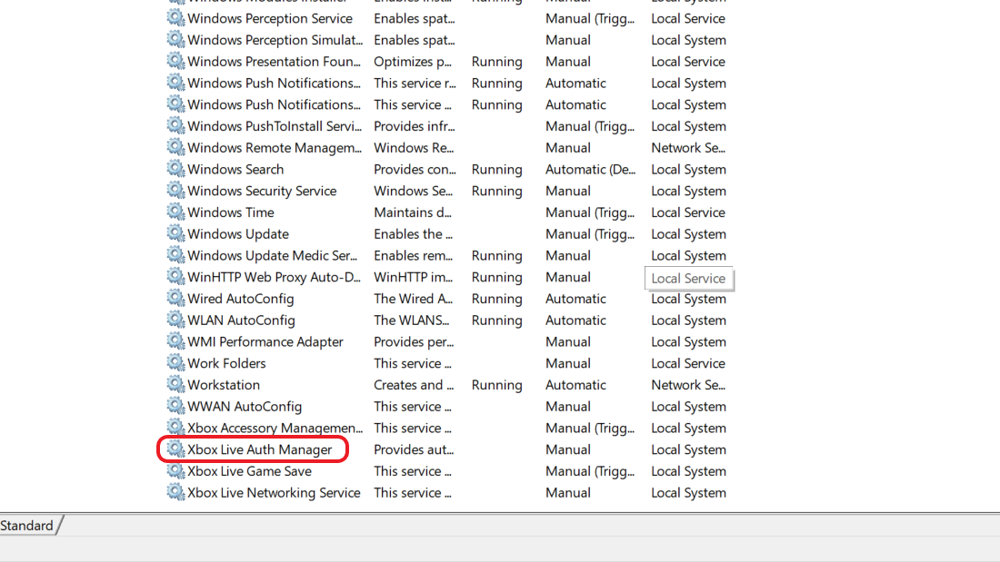 Windows Modules Installer Enables inst... Running Manual Local System
Windows Perception Service Enables spat... Manual (Trigg... Local Service
Windows Perception Simulat... Enables spat... Manual Local System
Windows Presentation Foun... Optimizes p... Running Manual Local Service
Windows Push Notifications... This service r... Running Automatic Local System
Windows Push Notifications... This service ... Running Automatic Local System
Windows PushToInstall Servi... Provides infr... Manual (Trigg... Local System
Windows Remote Managem... Windows Re... Manual Network Se...
Windows Search Provides con... Running Automatic (De... Local System
Windows Security Service Windows Se... Running Manual Local System
Windows Time Maintains d... Manual (Trigg... Local Service
Windows Update Enables the ... Manual (Trigg... Local System
Windows Update Medic Ser... Enables rem... Running Manual Local System
WinHTTP Web Proxy Auto-D... WinHTTP im... Running Manual Local Service
Wired AutoConfig The Wired A... Running Automatic Local System
WLAN AutoConfig The WLANS... Running Automatic Local System
WMI Performance Adapter Provides per... Manual Local System
Work Folders This service ... Manual Local Service
Workstation Creates and ... Running Automatic Network Se...
WWAN AutoConfig This service ... Manual Local System
Xbox Accessory Managemen... This service ... Manual (Trigg... Local System
Xbox Live Auth Manager Provides aut... Manual Local System
Xbox Live Game Save This service ... Manual (Trigg... Local System
Xbox Live Networking Service This service ... Manual Local System
Standard